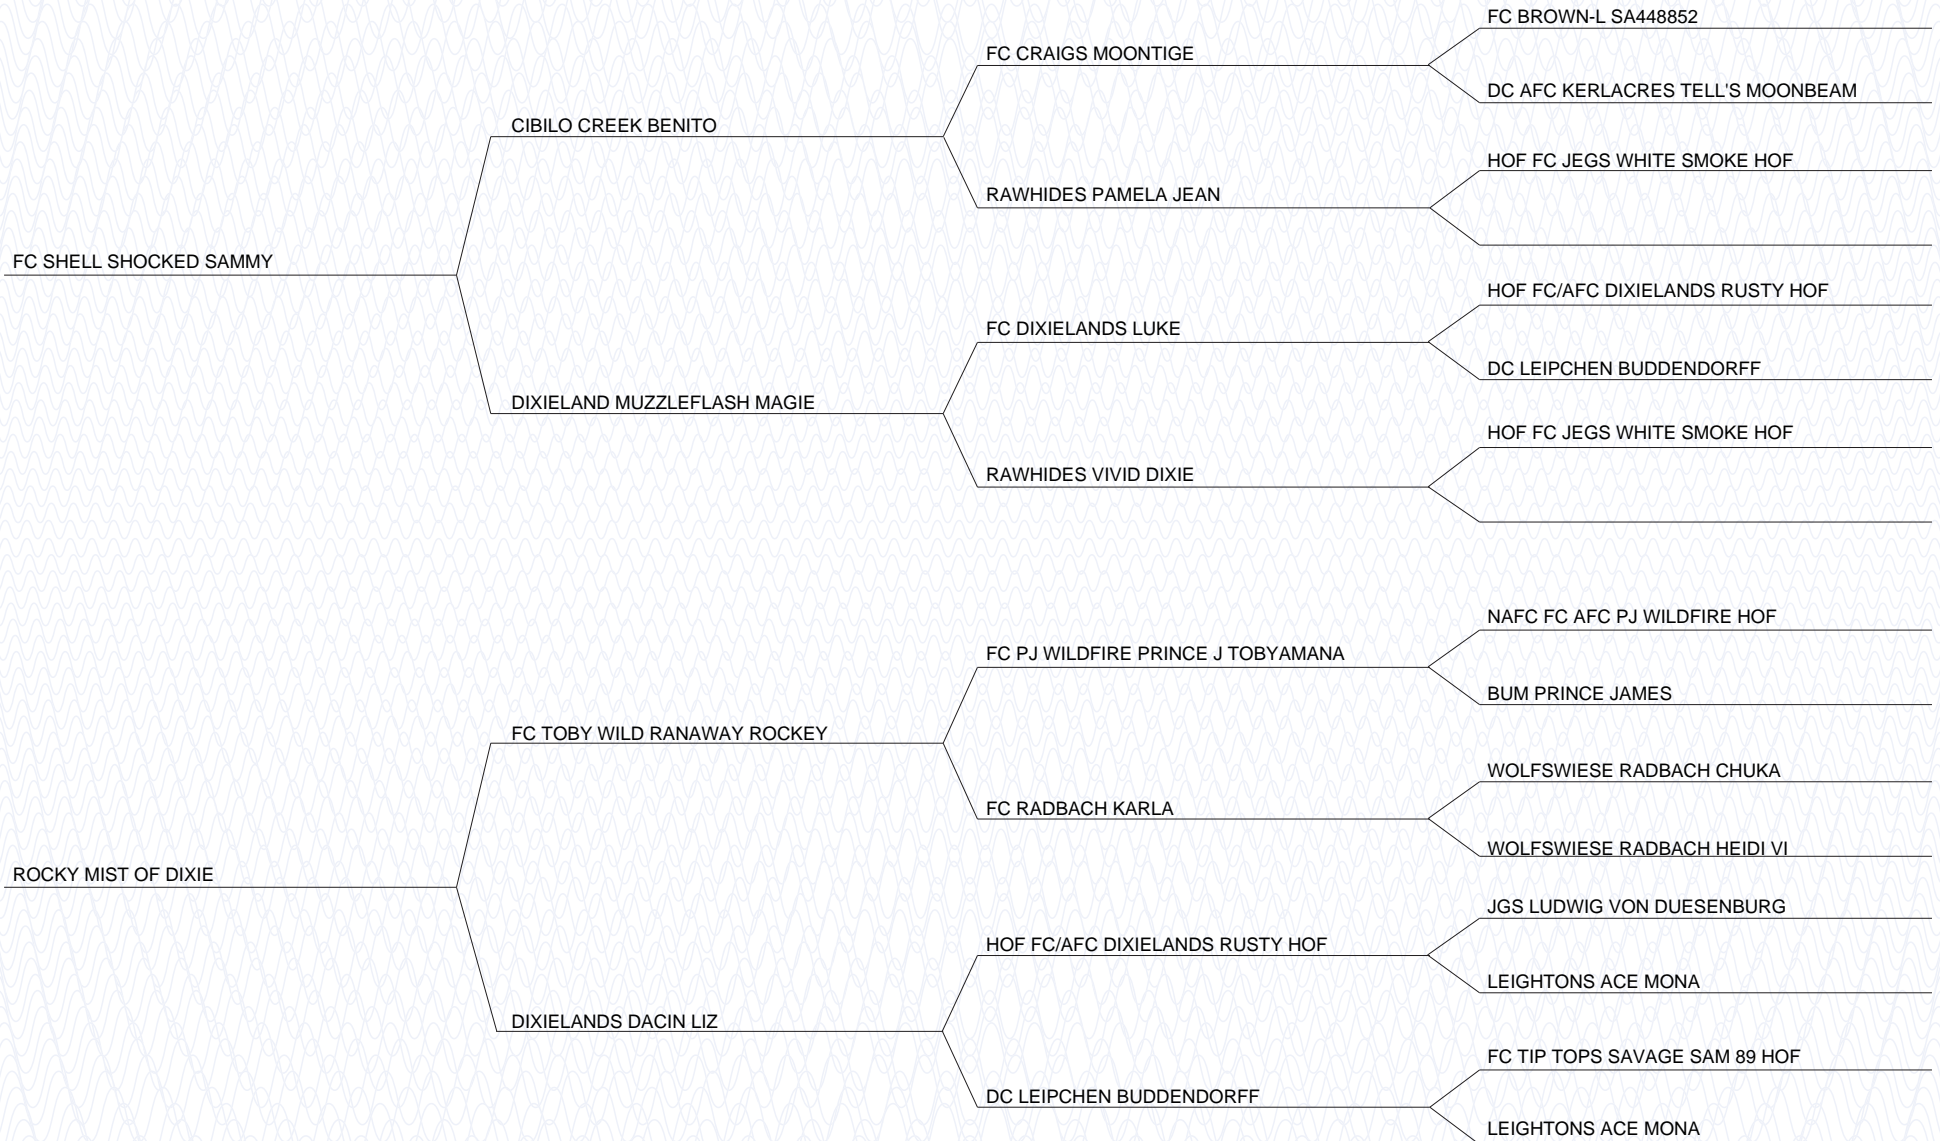 FC BROWN-L SA448852
FC CRAIGS MOONTIGE
DC AFC KERLACRES TELL'S MOONBEAM
CIBILO CREEK BENITO
HOF FC JEGS WHITE SMOKE HOF
RAWHIDES PAMELA JEAN
FC SHELL SHOCKED SAMMY
HOF FC/AFC DIXIELANDS RUSTY HOF
FC DIXIELANDS LUKE
DC LEIPCHEN BUDDENDORFF
DIXIELAND MUZZLEFLASH MAGIE
HOF FC JEGS WHITE SMOKE HOF
RAWHIDES VIVID DIXIE
NAFC FC AFC PJ WILDFIRE HOF
FC PJ WILDFIRE PRINCE J TOBYAMANA
BUM PRINCE JAMES
FC TOBY WILD RANAWAY ROCKEY
WOLFSWIESE RADBACH CHUKA
FC RADBACH KARLA
WOLFSWIESE RADBACH HEIDI VI
ROCKY MIST OF DIXIE
JGS LUDWIG VON DUESENBURG
HOF FC/AFC DIXIELANDS RUSTY HOF
LEIGHTONS ACE MONA
DIXIELANDS DACIN LIZ
FC TIP TOPS SAVAGE SAM 89 HOF
DC LEIPCHEN BUDDENDORFF
LEIGHTONS ACE MONA